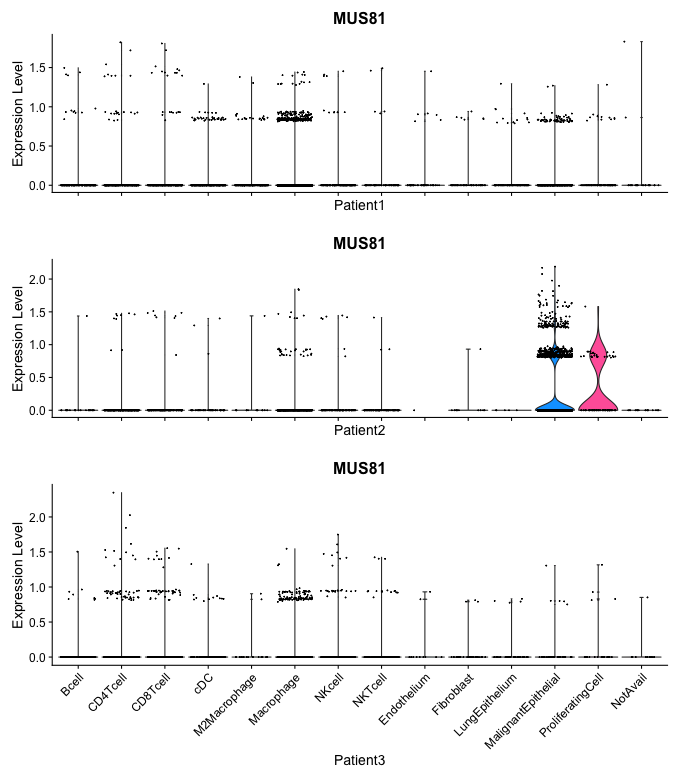 MUS81
Expression Level
1.5
1.0
0.5
0.0
Patient1
MUS81
Expression Level
2.0
1.5
1.0
0.5
0.0
Patient2
MUS81
Expression Level
2.0
1.5
1.0
0.5
0.0
Bcell
CD4Tcell
CD8Tcell
cDC
M2Macrophage
Macrophage
NKcell
NKTcell
Endothelium
Fibroblast
LungEpithelium
MalignantEpithelial
ProliferatingCell
NotAvail
Patient3